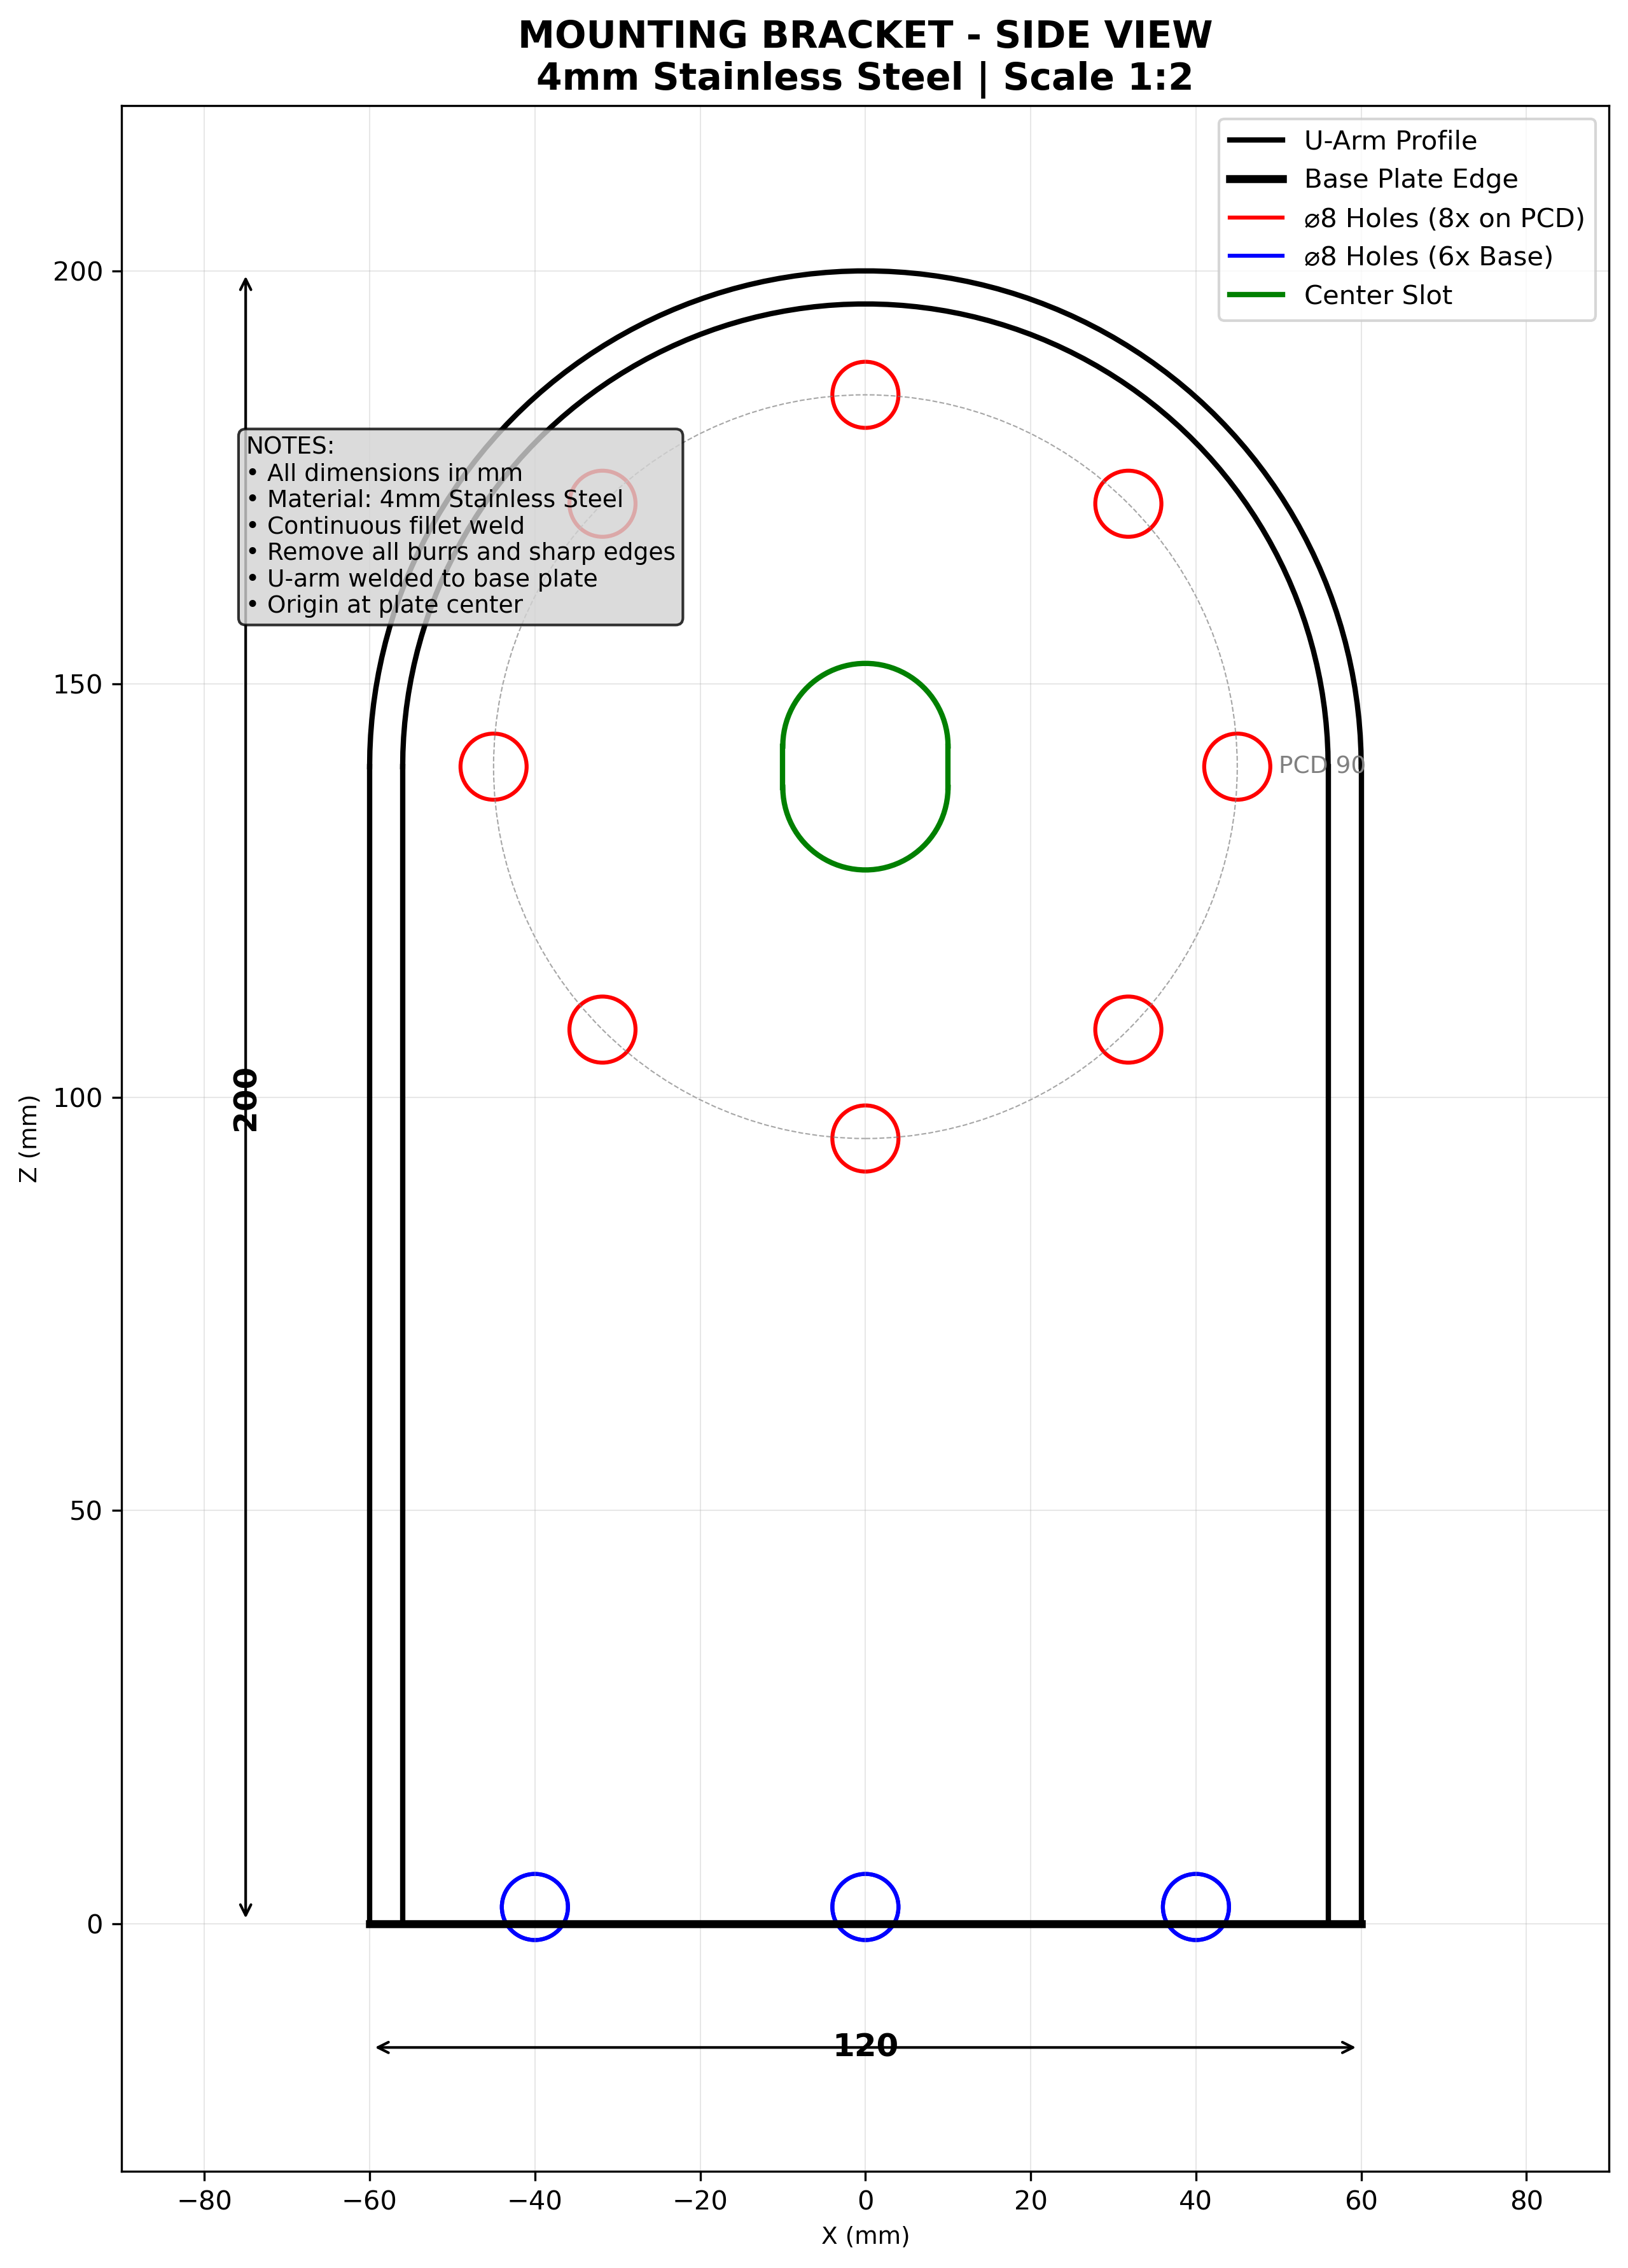 MOUNTING BRACKET - SIDE VIEW
4mm Stainless Steel | Scale 1:2
U-Arm Profile
Base Plate Edge
⌀8 Holes (8x on PCD)
⌀8 Holes (6x Base)
Center Slot
200
NOTES:
• All dimensions in mm
• Material: 4mm Stainless Steel
• Continuous fillet weld
• Remove all burrs and sharp edges
• U-arm welded to base plate
• Origin at plate center
150
PCD 90
100
200
Z (mm)
50
0
120
−80 −60 −40 −20 0 20 40 60 80
X (mm)